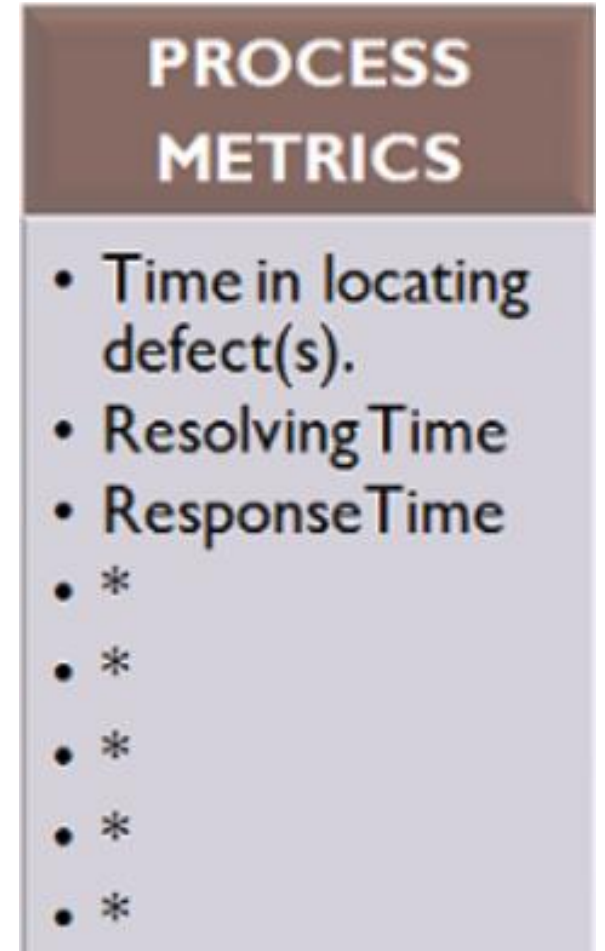 PROCESS
METRICS
• Time in locating
defect(s).
• Resolving Time
• Response Time
• *
• *
• *
• *
• *